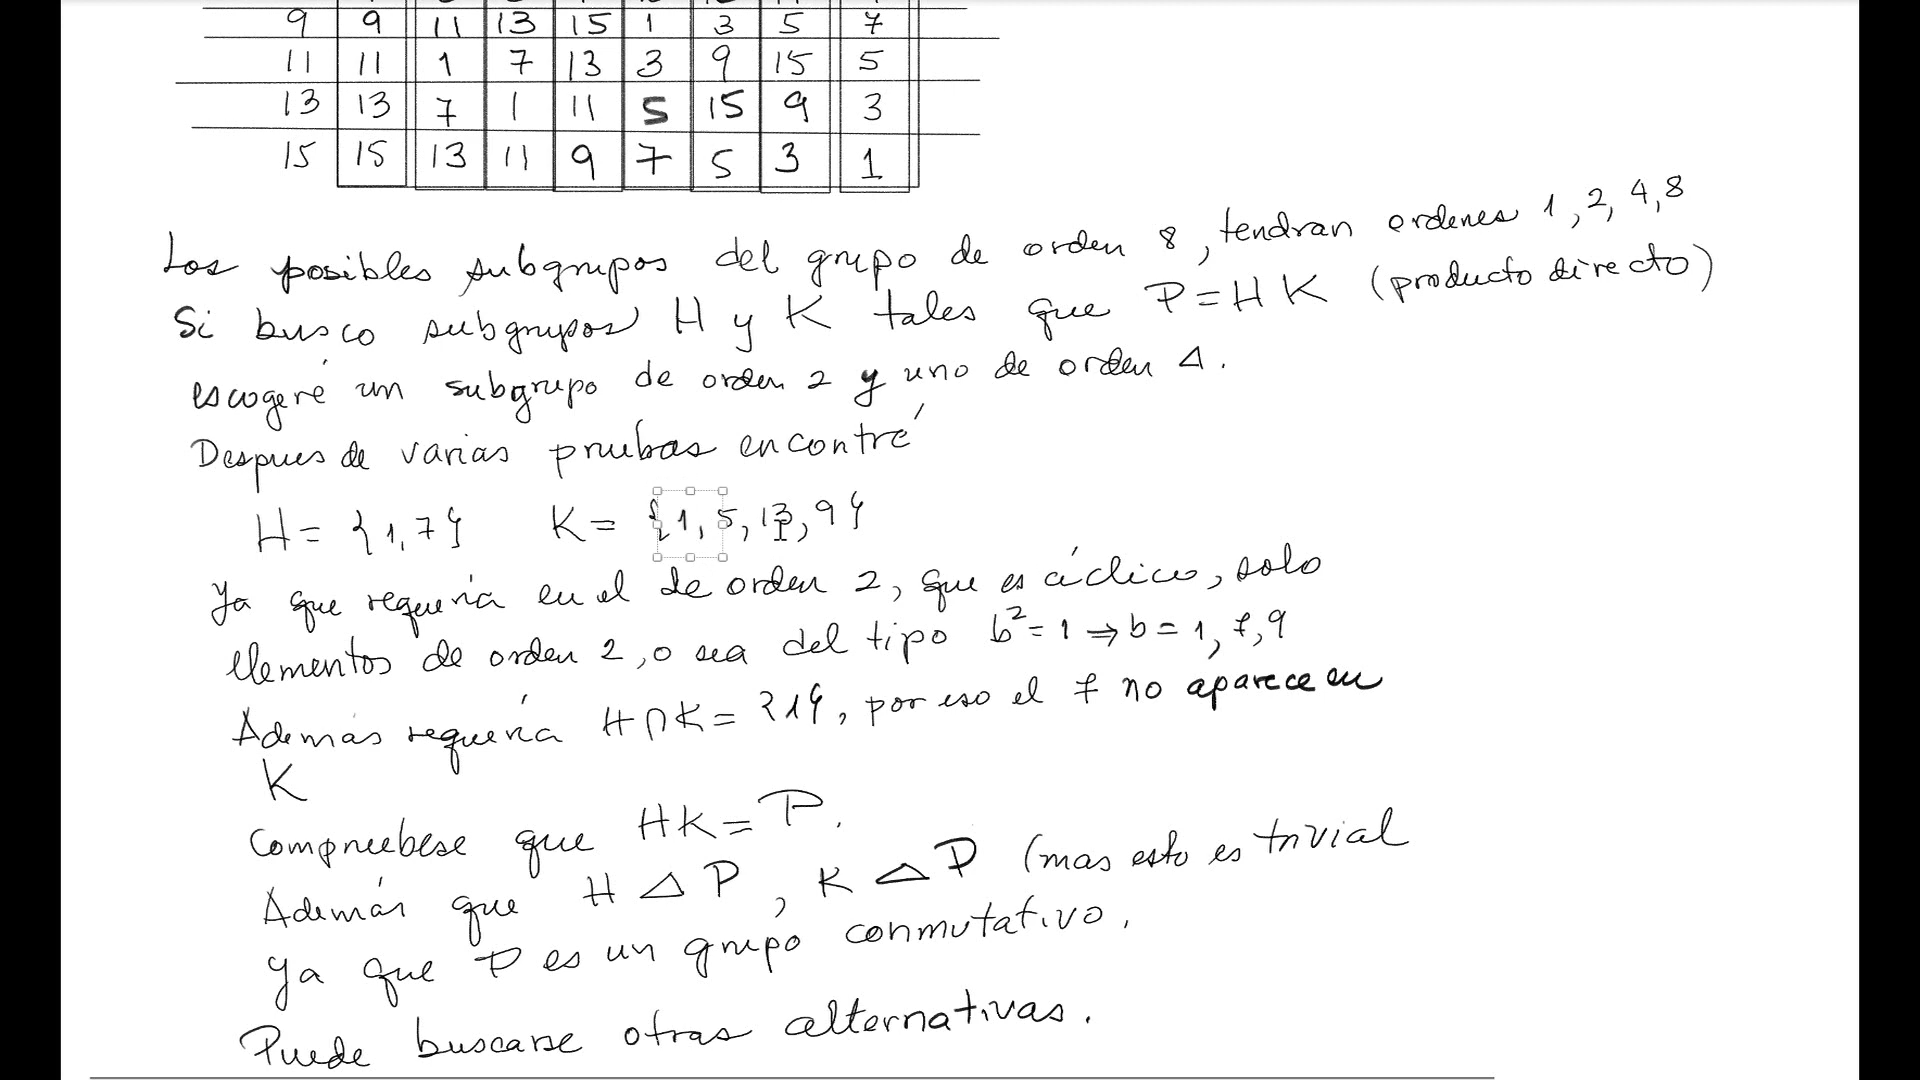 9 9 11 13 15 1 3 5 7
11 11 1 7 13 3 9 15 5
13 13 7 1 11 5 15 9 3
15 15 13 11 9 7 5 3 1
Los posibles subgrupos del grupo de orden 8, tendran ordenes 1, 2, 4, 8
Si busco subgrupos H y K tales que P = H K (producto directo)
escogeré un subgrupo de orden 2 y uno de orden 4.
Despues de varias pruebas encontré
H = {1, 7} K = {1, 5, 13, 9}
Ya que requería en el de orden 2, que es cíclico, solo
elementos de orden 2, o sea del tipo b² = 1 ⇒ b = 1, 7, 9
Además requería H ∩ K = {1}, por eso el 7 no aparece en
K
Compruebese que HK = P.
Además que H △ P, K △ P (mas esto es trivial
ya que P es un grupo conmutativo.
Puede buscarse otras alternativas.